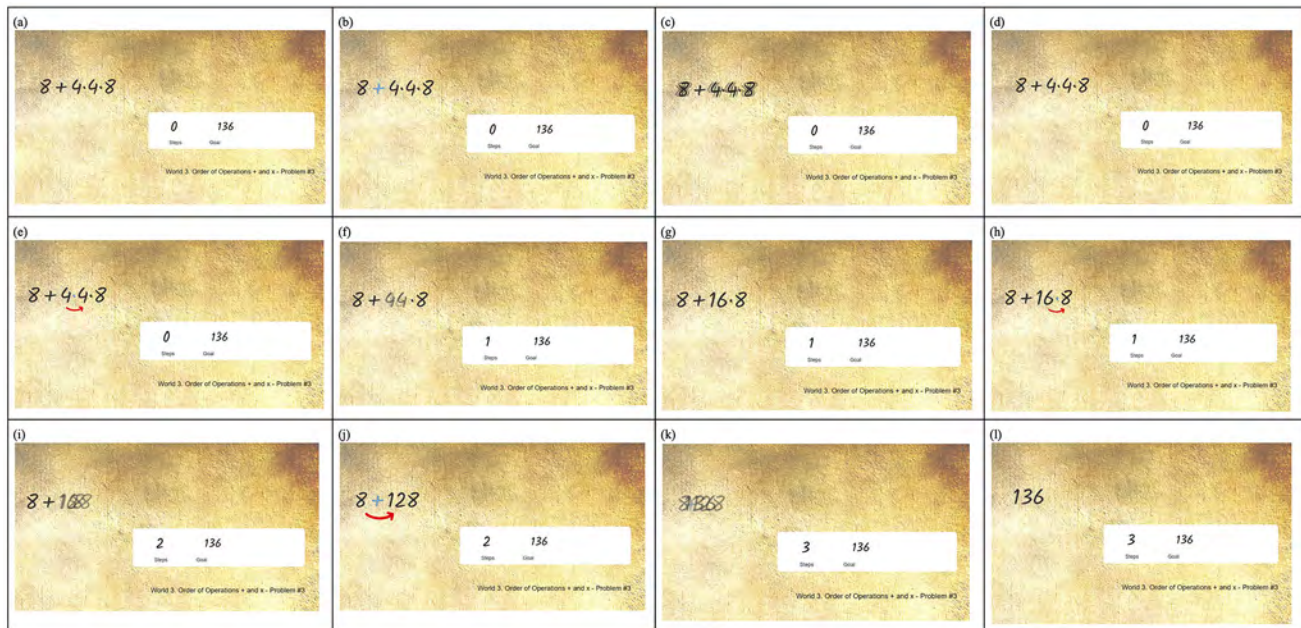 (a)
8 + 4·4·8
0 136
Steps Goal
World 3. Order of Operations + and x - Problem #3
(b)
8 + 4·4·8
0 136
Steps Goal
World 3. Order of Operations + and x - Problem #3
(c)
8 + 4·4·8
0 136
Steps Goal
World 3. Order of Operations + and x - Problem #3
(d)
8 + 4·4·8
0 136
Steps Goal
World 3. Order of Operations + and x - Problem #3
(e)
8 + 4·4·8
0 136
Steps Goal
World 3. Order of Operations + and x - Problem #3
(f)
8 + 44·8
1 136
Steps Goal
World 3. Order of Operations + and x - Problem #3
(g)
8 + 16·8
1 136
Steps Goal
World 3. Order of Operations + and x - Problem #3
(h)
8 + 16·8
1 136
Steps Goal
World 3. Order of Operations + and x - Problem #3
(i)
8 +
2 136
Steps Goal
World 3. Order of Operations + and x - Problem #3
(j)
8 + 128
2 136
Steps Goal
World 3. Order of Operations + and x - Problem #3
(k)
3 136
Steps Goal
World 3. Order of Operations + and x - Problem #3
(l)
136
3 136
Steps Goal
World 3. Order of Operations + and x - Problem #3